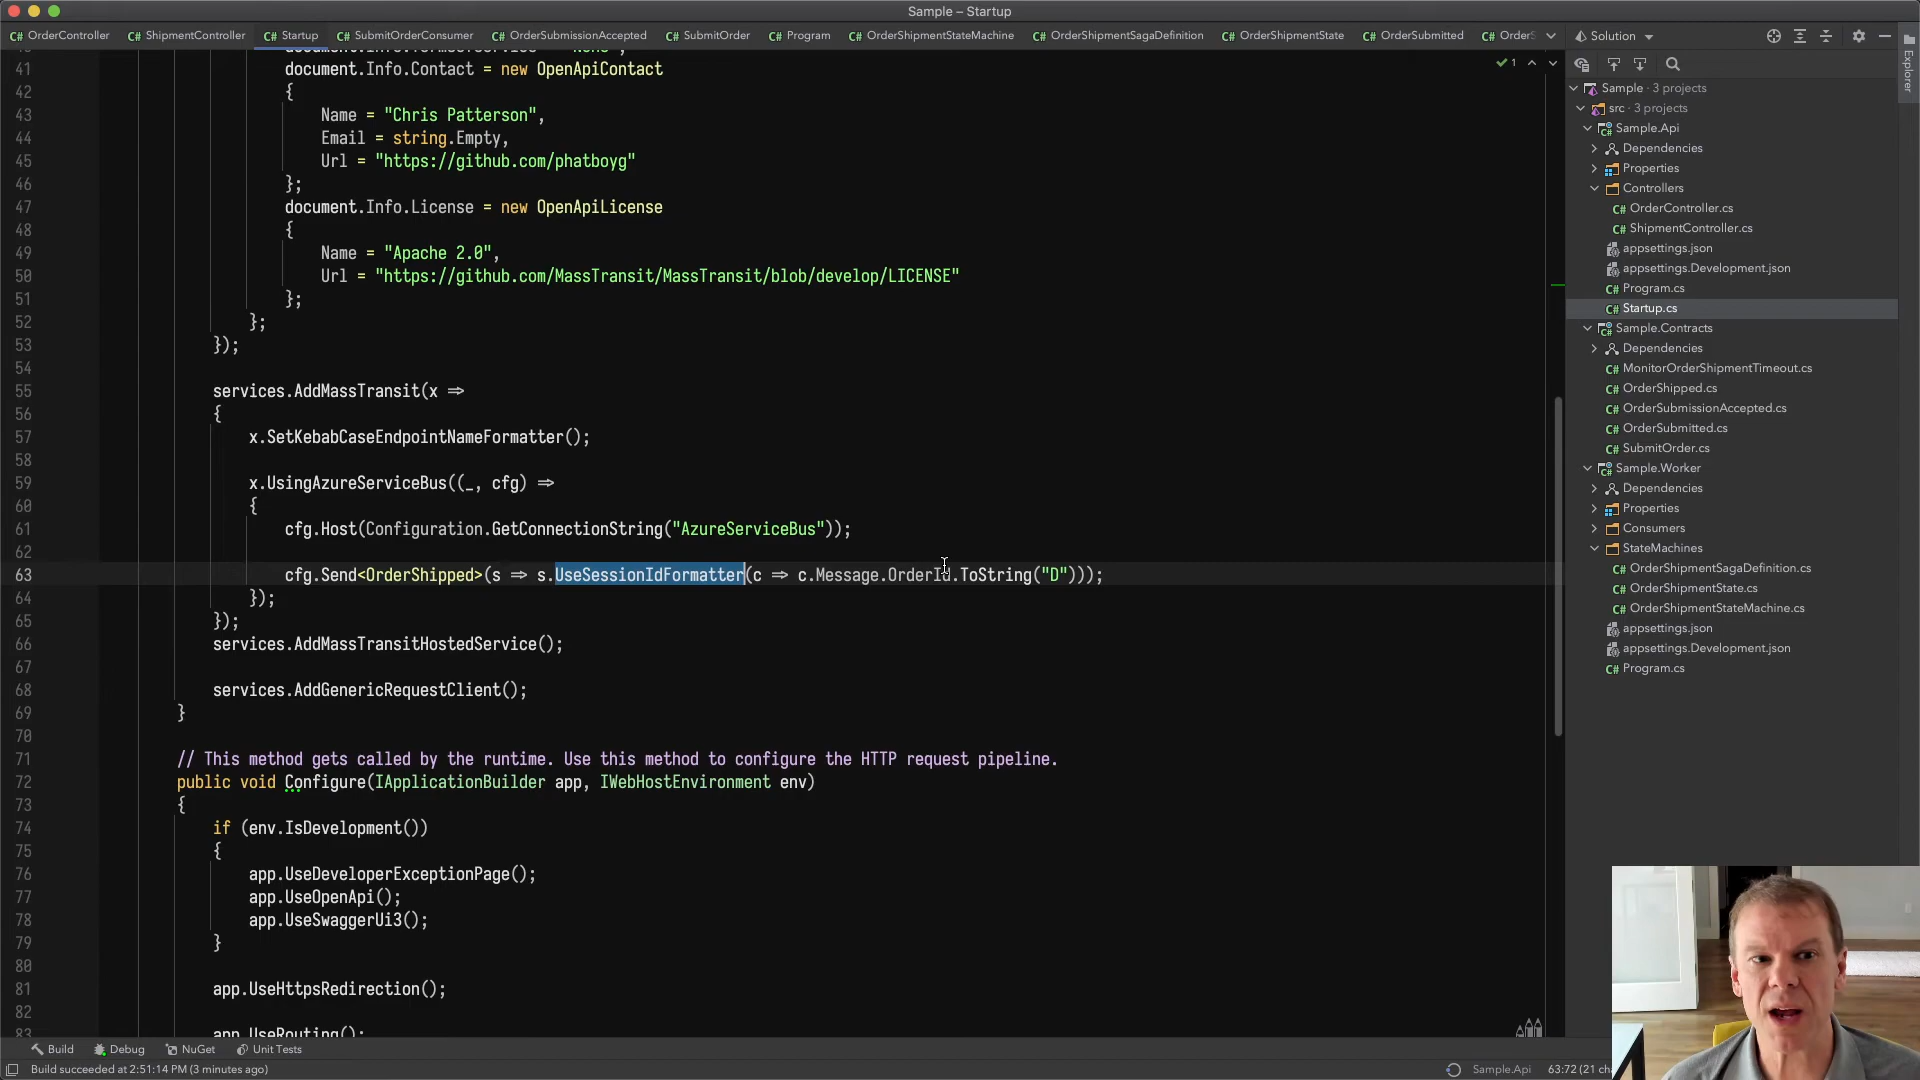 Sample – Startup
OrderController
ShipmentController
Startup
SubmitOrderConsumer
OrderSubmissionAccepted
SubmitOrder
Program
OrderShipmentStateMachine
OrderShipmentSagaDefinition
OrderShipmentState
OrderSubmitted
OrderS
41 document.Info.Contact = new OpenApiContact
42 {
43 Name = "Chris Patterson",
44 Email = string.Empty,
45 Url = "https://github.com/phatboyg"
46 };
47 document.Info.License = new OpenApiLicense
48 {
49 Name = "Apache 2.0",
50 Url = "https://github.com/MassTransit/MassTransit/blob/develop/LICENSE"
51 };
52 };
53 });
54
55 services.AddMassTransit(x =>
56 {
57 x.SetKebabCaseEndpointNameFormatter();
58
59 x.UsingAzureServiceBus((_, cfg) =>
60 {
61 cfg.Host(Configuration.GetConnectionString("AzureServiceBus"));
62
63 cfg.Send<OrderShipped>(s => s.UseSessionIdFormatter(c => c.Message.OrderId.ToString("D")));
64 });
65 });
66 services.AddMassTransitHostedService();
67
68 services.AddGenericRequestClient();
69 }
70
71 // This method gets called by the runtime. Use this method to configure the HTTP request pipeline.
72 public void Configure(IApplicationBuilder app, IWebHostEnvironment env)
73 {
74 if (env.IsDevelopment())
75 {
76 app.UseDeveloperExceptionPage();
77 app.UseOpenApi();
78 app.UseSwaggerUi3();
79 }
80
81 app.UseHttpsRedirection();
82
83 app.UseRouting();
1
Solution
Explorer
Sample · 3 projects
src · 3 projects
Sample.Api
Dependencies
Properties
Controllers
C# OrderController.cs
C# ShipmentController.cs
appsettings.json
appsettings.Development.json
C# Program.cs
C# Startup.cs
Sample.Contracts
Dependencies
C# MonitorOrderShipmentTimeout.cs
C# OrderShipped.cs
C# OrderSubmissionAccepted.cs
C# OrderSubmitted.cs
C# SubmitOrder.cs
Sample.Worker
Dependencies
Properties
Consumers
StateMachines
C# OrderShipmentSagaDefinition.cs
C# OrderShipmentState.cs
C# OrderShipmentStateMachine.cs
appsettings.json
appsettings.Development.json
C# Program.cs
Build
Debug
NuGet
Unit Tests
Build succeeded at 2:51:14 PM (3 minutes ago)
Sample.Api
63:72 (21 cha